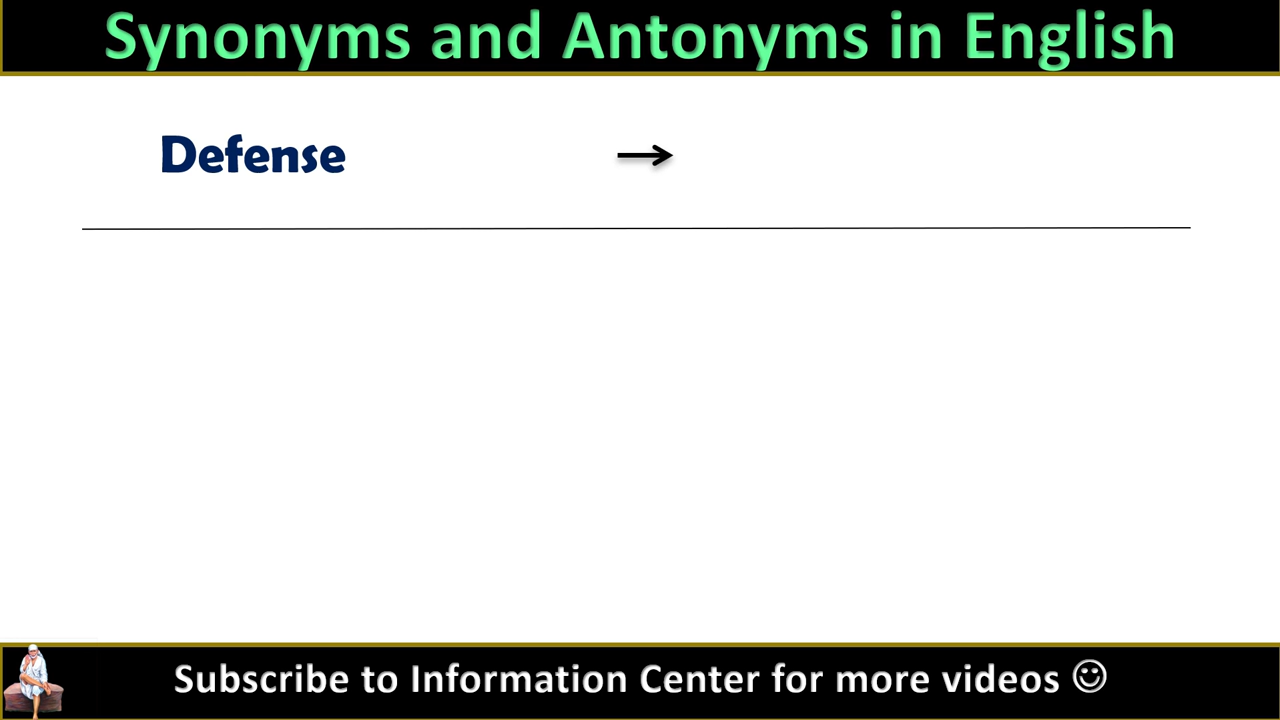 Synonyms and Antonyms in English
Defense →
Subscribe to Information Center for more videos ☺